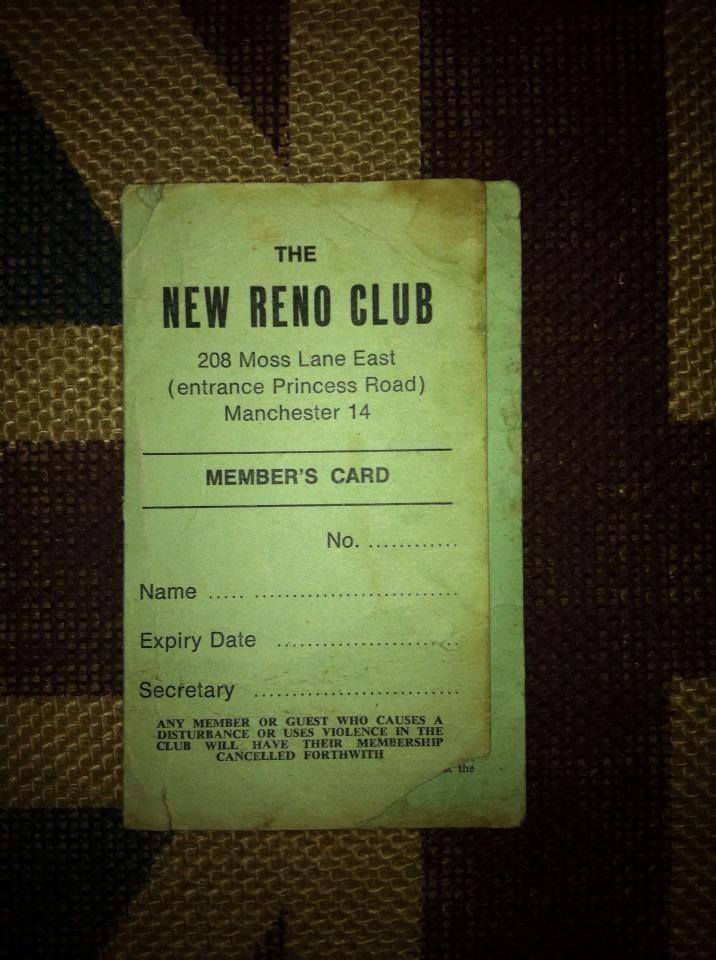 THE
NEW RENO CLUB
208 Moss Lane East
(entrance Princess Road)
Manchester 14
MEMBER'S CARD
No. ............
Name ..... ............................
Expiry Date .........................
Secretary ............................
ANY MEMBER OR GUEST WHO CAUSES A
DISTURBANCE OR USES VIOLENCE IN THE
CLUB WILL HAVE THEIR MEMBERSHIP
CANCELLED FORTHWITH
the